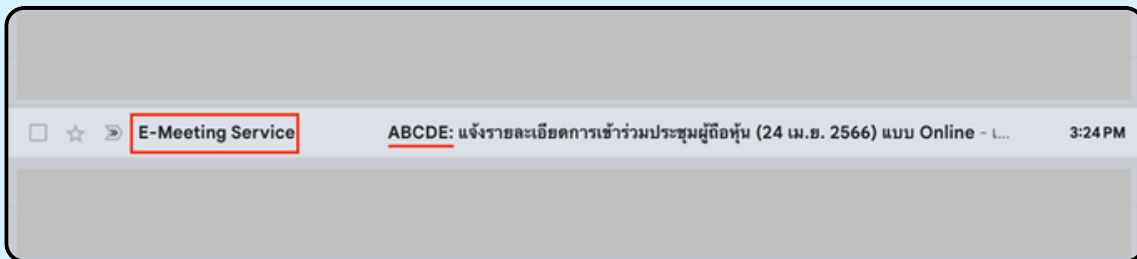 E-Meeting Service ABCDE: แจ้งรายละเอียดการเข้าร่วมประชุมผู้ถือหุ้น (24 เม.ย. 2566) แบบ Online - เ... 3:24 PM